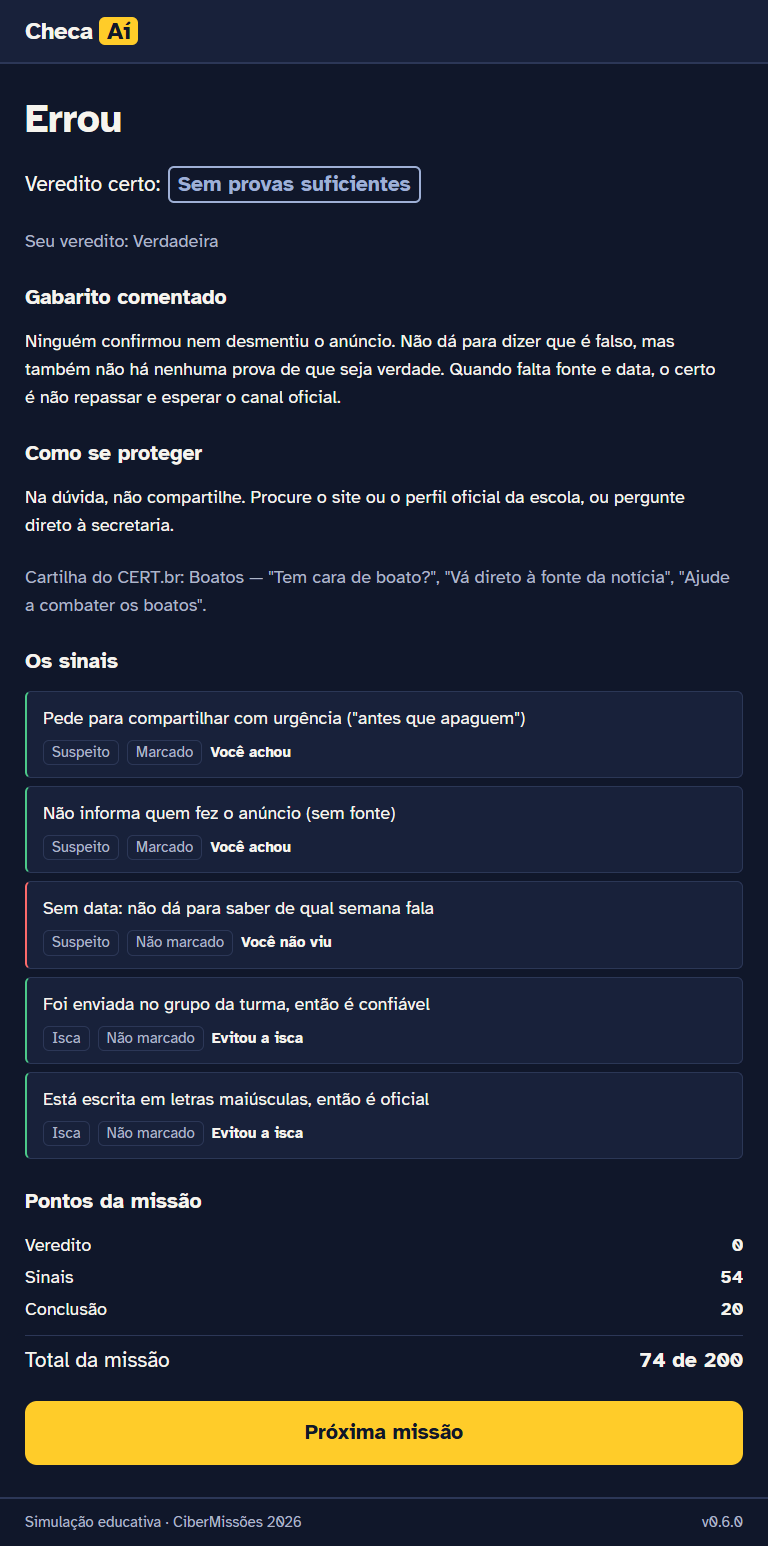 Checa Aí
Errou
Veredito certo: Sem provas suficientes
Seu veredito: Verdadeira
Gabarito comentado
Ninguém confirmou nem desmentiu o anúncio. Não dá para dizer que é falso, mas
também não há nenhuma prova de que seja verdade. Quando falta fonte e data, o certo
é não repassar e esperar o canal oficial.
Como se proteger
Na dúvida, não compartilhe. Procure o site ou o perfil oficial da escola, ou pergunte
direto à secretaria.
Cartilha do CERT.br: Boatos — "Tem cara de boato?", "Vá direto à fonte da notícia", "Ajude
a combater os boatos".
Os sinais
Pede para compartilhar com urgência ("antes que apaguem")
Suspeito Marcado Você achou
Não informa quem fez o anúncio (sem fonte)
Suspeito Marcado Você achou
Sem data: não dá para saber de qual semana fala
Suspeito Não marcado Você não viu
Foi enviada no grupo da turma, então é confiável
Isca Não marcado Evitou a isca
Está escrita em letras maiúsculas, então é oficial
Isca Não marcado Evitou a isca
Pontos da missão
Veredito 0
Sinais 54
Conclusão 20
Total da missão 74 de 200
Próxima missão
Simulação educativa · CiberMissões 2026 v0.6.0